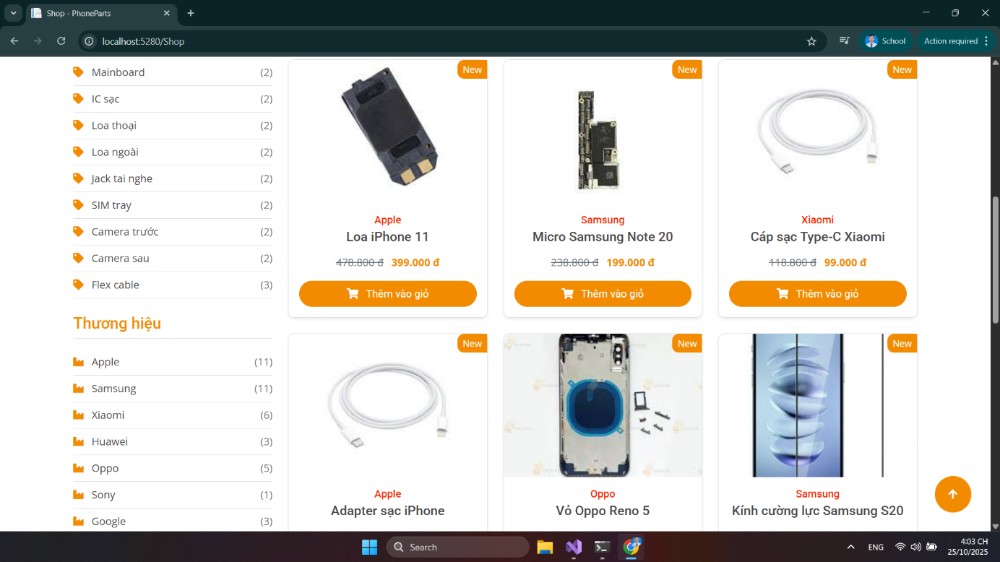 Shop - PhoneParts
localhost:5280/Shop
School
Action required
Mainboard (2)
IC sạc (2)
Loa thoại (2)
Loa ngoài (2)
Jack tai nghe (2)
SIM tray (2)
Camera trước (2)
Camera sau (2)
Flex cable (3)
Thương hiệu
Apple (11)
Samsung (11)
Xiaomi (6)
Huawei (3)
Oppo (5)
Sony (1)
Google (3)
New
Apple
Loa iPhone 11
478.800 đ 399.000 đ
Thêm vào giỏ
New
Samsung
Micro Samsung Note 20
238.800 đ 199.000 đ
Thêm vào giỏ
New
Xiaomi
Cáp sạc Type-C Xiaomi
118.800 đ 99.000 đ
Thêm vào giỏ
New
Apple
Adapter sạc iPhone
New
Oppo
Vỏ Oppo Reno 5
New
Samsung
Kính cường lực Samsung S20
Search
ENG
4:03 CH
25/10/2025